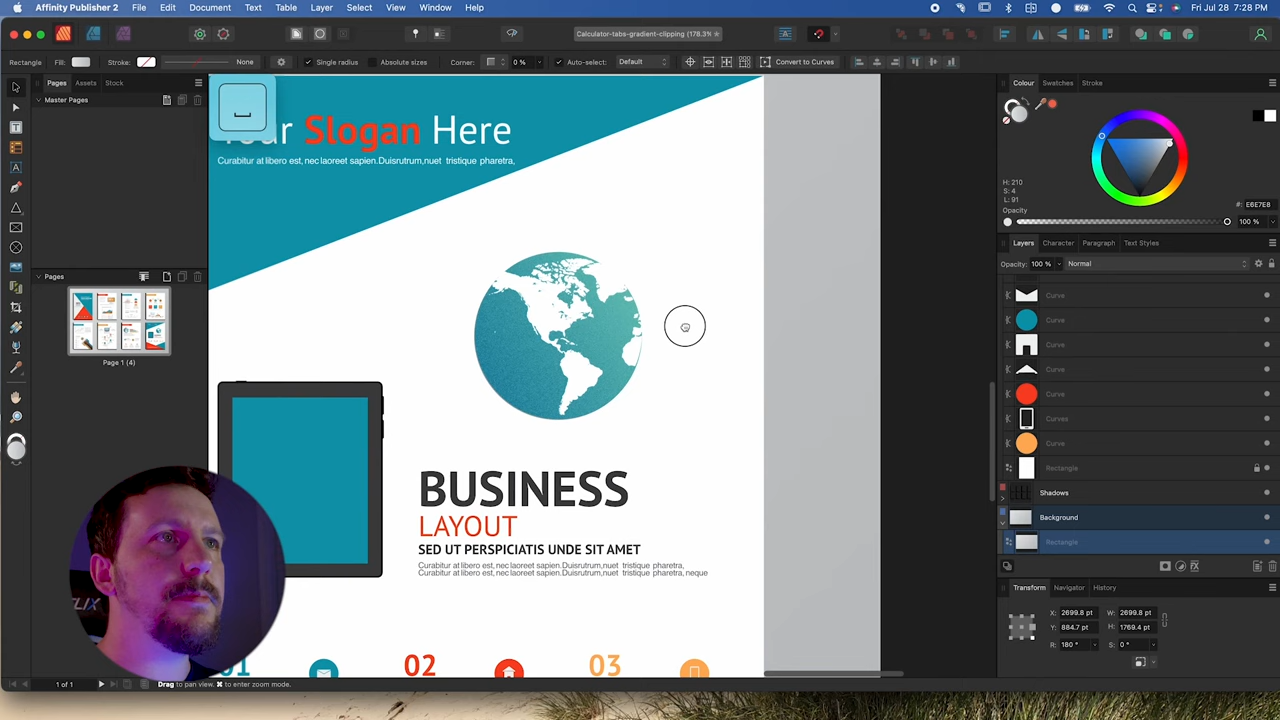 Affinity Publisher 2 File Edit Document Text Table Layer Select View Window Help Fri Jul 28 7:28 PM
Calculator-tabs-gradient-clipping (178.3%
Rectangle Fill: Stroke: None Single radius Absolute sizes Corner: 0 % Auto-select: Default Convert to Curves
Pages Assets Stock
Master Pages
Pages
Page 1 (4)
r Slogan Here
Curabitur at libero est, nec laoreet sapien.Duisrutrum,nuet tristique pharetra,
BUSINESS
LAYOUT
SED UT PERSPICIATIS UNDE SIT AMET
Curabitur at libero est, nec laoreet sapien.Duisrutrum,nuet tristique pharetra,
Curabitur at libero est, nec laoreet sapien.Duisrutrum,nuet tristique pharetra, neque
01 02 03
Colour Swatches Stroke
H: 210
S: 4
L: 91
#: E6E7E8
Opacity
100 %
Layers Character Paragraph Text Styles
Opacity: 100 % Normal
Curve
Curve
Curve
Curve
Curve
Curves
Curve
Rectangle
Shadows
Background
Rectangle
Transform Navigator History
X: 2699.8 pt W: 2699.8 pt
Y: 884.7 pt H: 1769.4 pt
R: 180 ° S: 0 °
1 of 1 Drag to pan view. ⌘ to enter zoom mode.